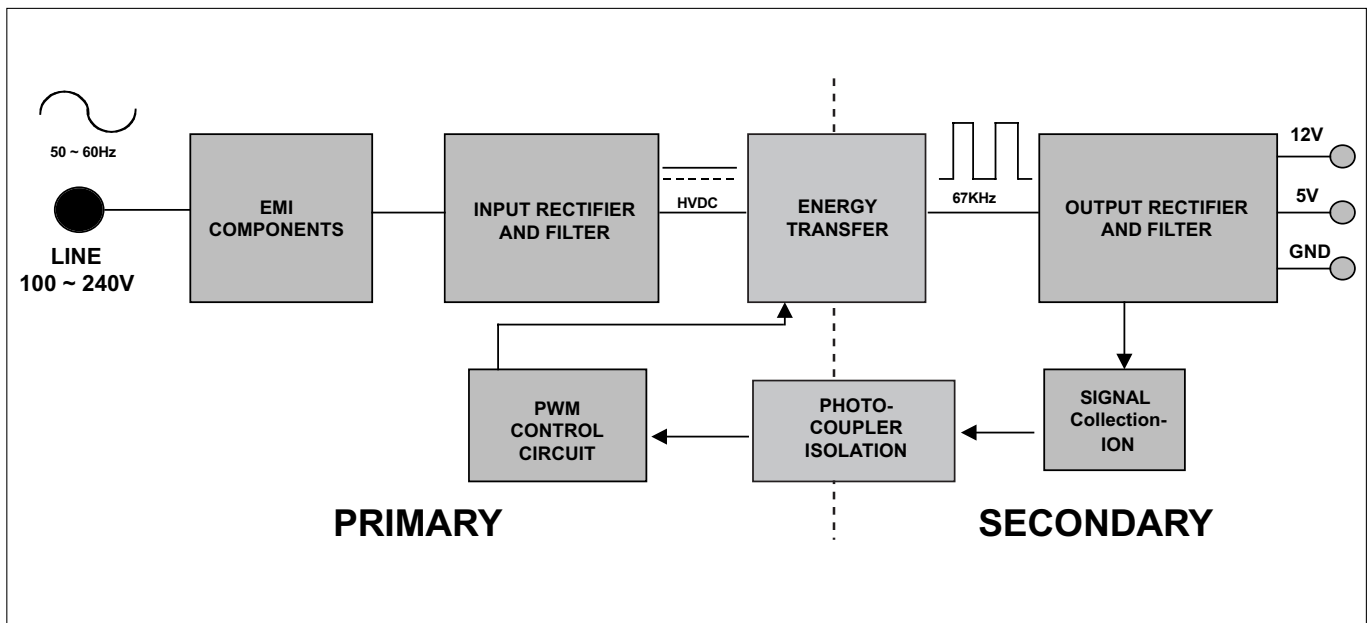 50 ~ 60Hz
LINE
100 ~ 240V
EMI
COMPONENTS
INPUT RECTIFIER
AND FILTER
HVDC
ENERGY
TRANSFER
67KHz
OUTPUT RECTIFIER
AND FILTER
12V
5V
GND
PWM
CONTROL
CIRCUIT
PHOTO-
COUPLER
ISOLATION
SIGNAL
Collection-
ION
PRIMARY
SECONDARY